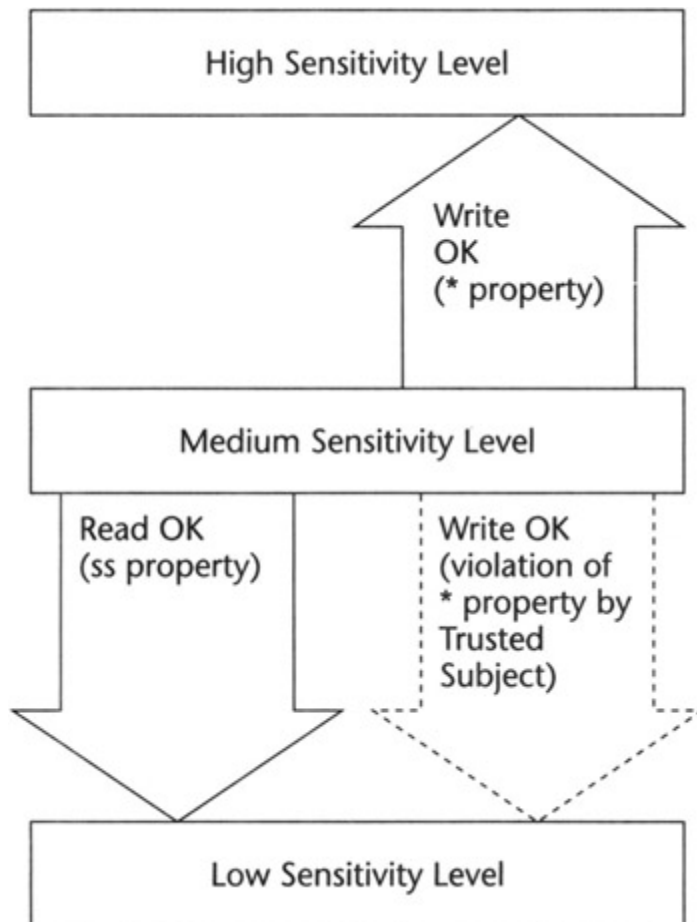 High Sensitivity Level
Write
OK
(* property)
Medium Sensitivity Level
Read OK
(ss property)
Write OK
(violation of
* property by
Trusted
Subject)
Low Sensitivity Level